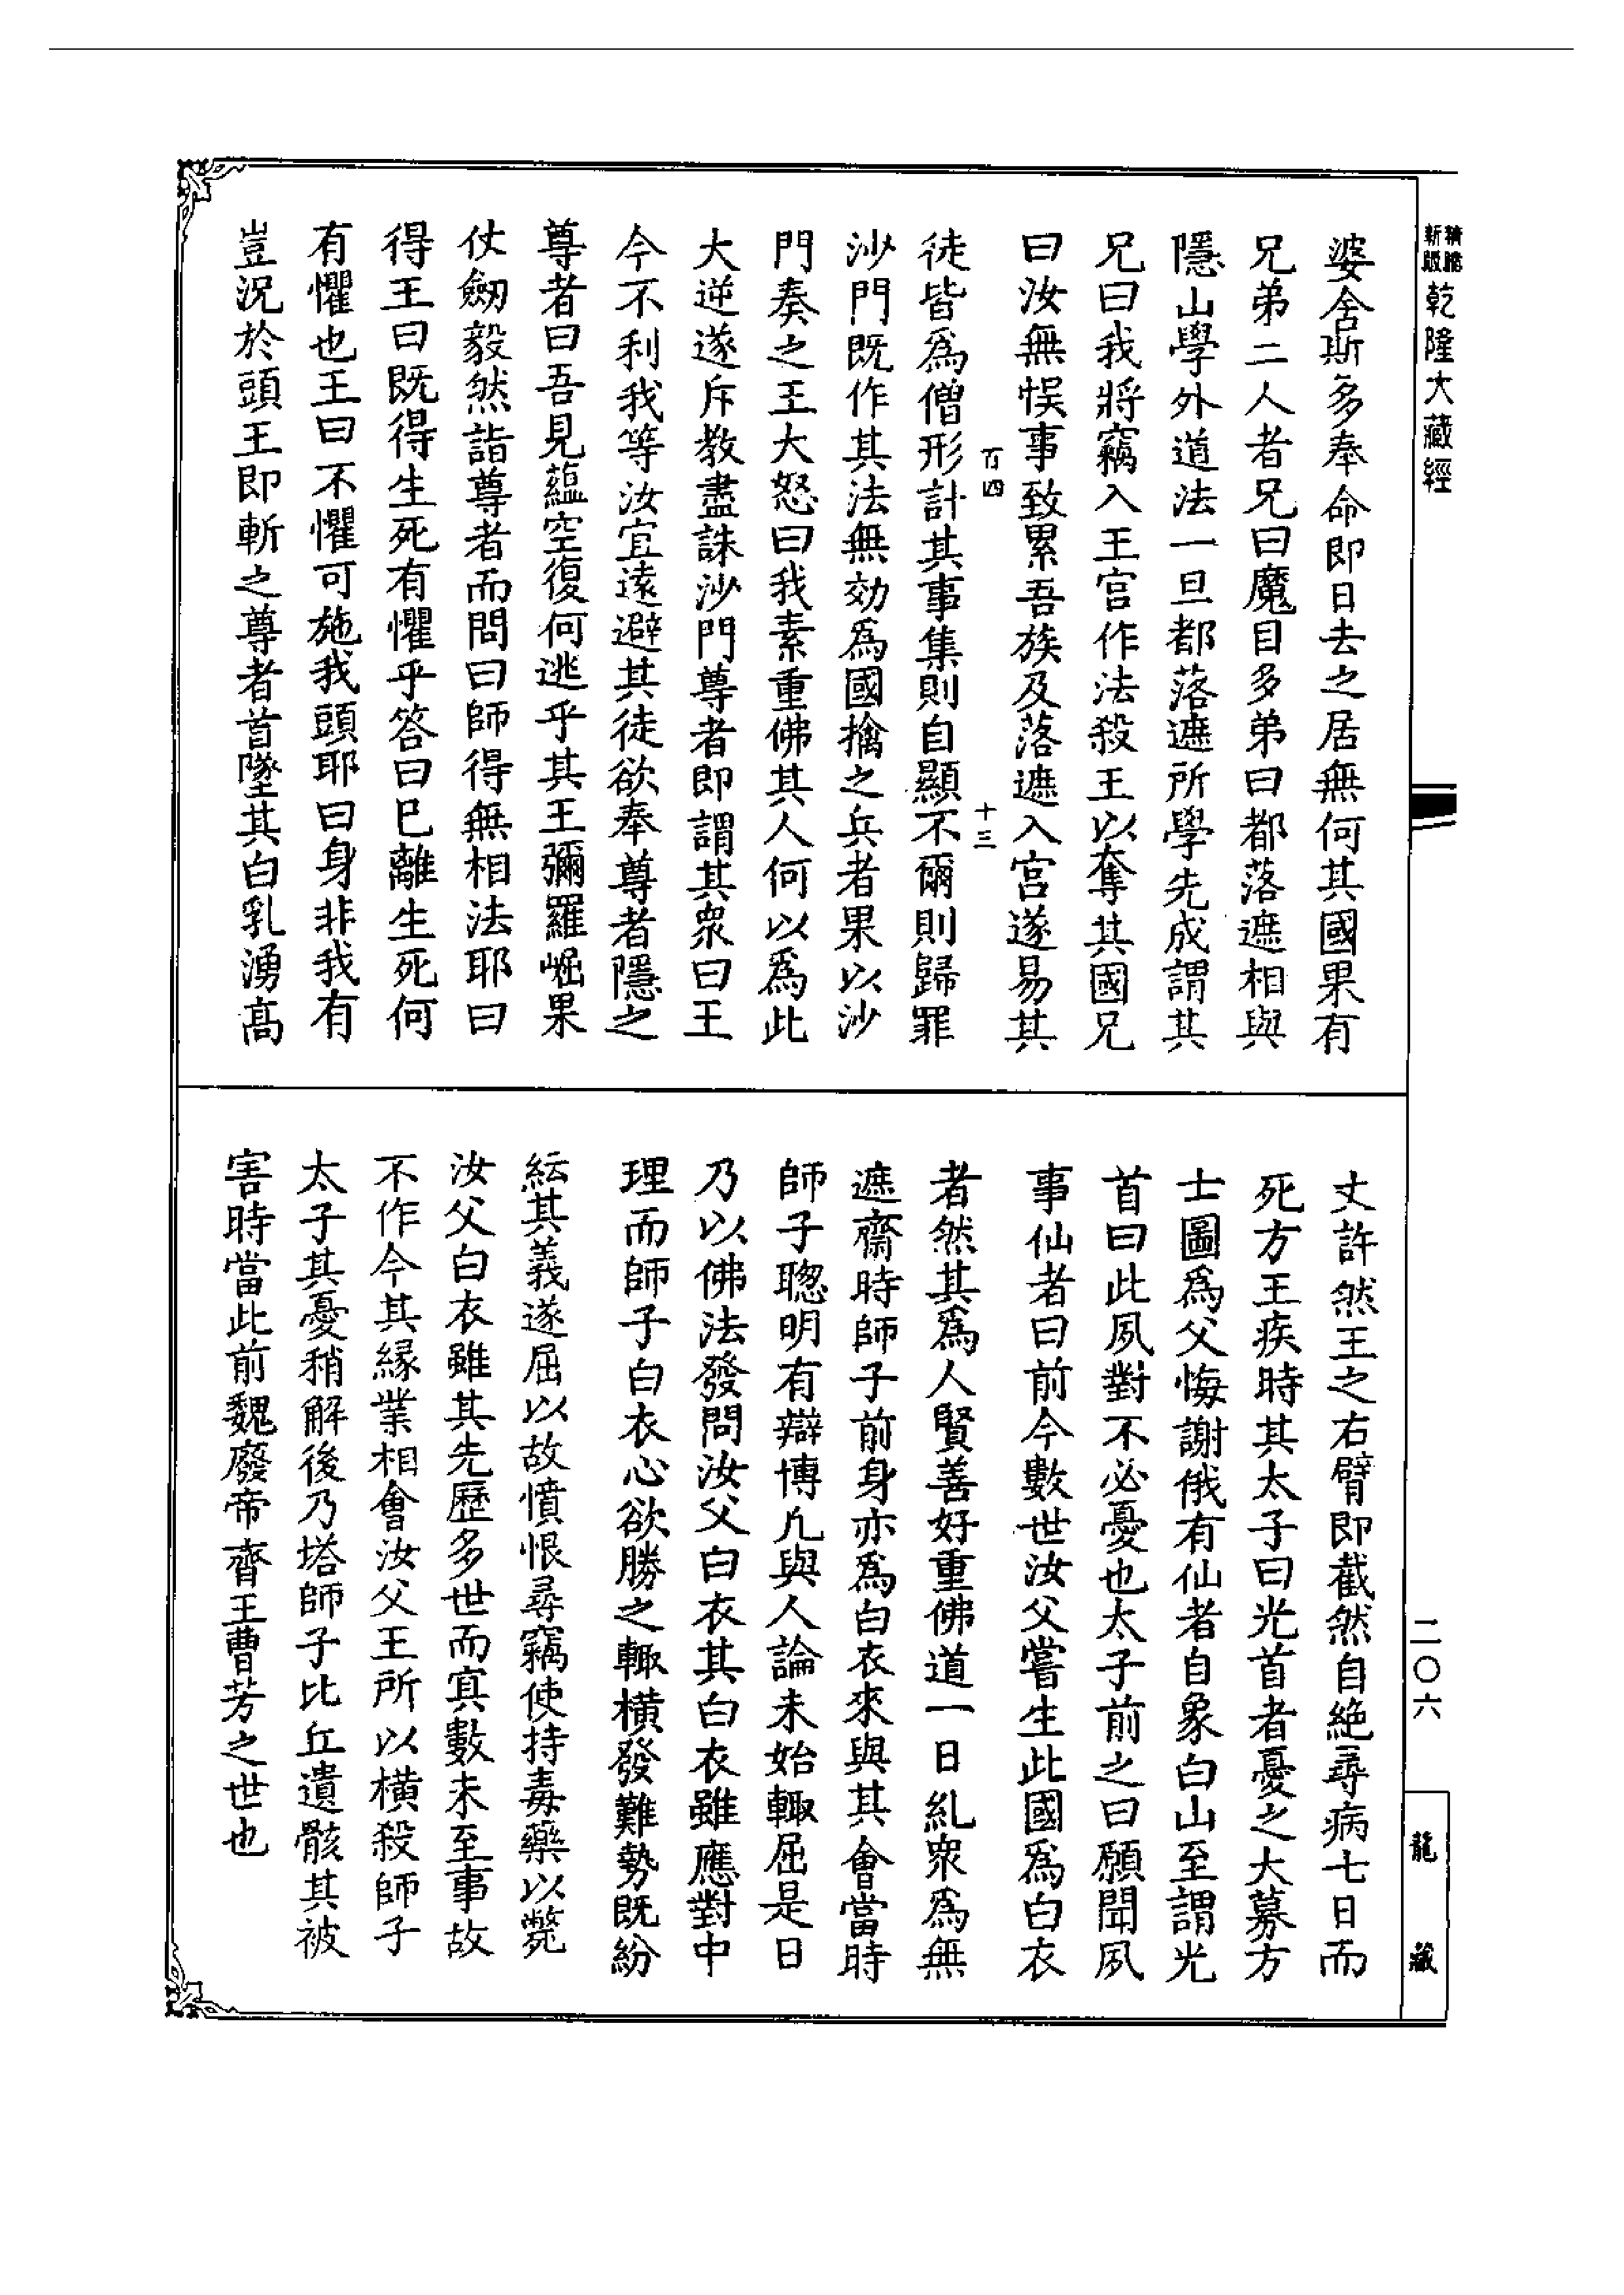 精緻
新版
乾隆大藏經
婆舍斯多奉命即日去之居無何其國果有
兄弟二人者兄曰魔目多弟曰都落遮相與
隱山學外道法一旦都落遮所學先成謂其
兄曰我將竊入王宮作法殺王以奪其國兄
曰汝無悞事致累吾族及落遮入宮遂易其
百四
十三
徒皆為僧形計其事集則自顯不爾則歸罪
沙門既作其法無効為國擒之兵者果以沙
門奏之王大怒曰我素重佛其人何以為此
大逆遂斥教盡誅沙門尊者即謂其衆曰王
今不利我等汝宜遠避其徒欲奉尊者隱之
尊者曰吾見蘊空復何逃乎其王彌羅崛果
仗劒毅然詣尊者而問曰師得無相法耶曰
得王曰既得生死有懼乎答曰巳離生死何
有懼也王曰不懼可施我頭耶曰身非我有
豈況於頭王即斬之尊者首墜其白乳湧髙
丈許然王之右臂即截然自絕尋病七日而
死方王疾時其太子曰光首者憂之大募方
士圖為父悔謝俄有仙者自象白山至謂光
首曰此夙對不必憂也太子前之曰願聞夙
事仙者曰前今數世汝父嘗生此國為白衣
者然其為人賢善好重佛道一日糺衆為無
遮齋時師子前身亦為白衣來與其會當時
師子聰明有辯博凢與人論未始輒屈是日
乃以佛法發問汝父白衣其白衣雖應對中
理而師子白衣心欲勝之輒橫發難勢既紛
紜其義遂屈以故憤恨尋竊使持毒藥以斃
汝父白衣雖其先歷多世而寘數未至事故
不作今其緣業相會汝父王所以橫殺師子
太子其憂稍解後乃塔師子比丘遺骸其被
害時當此前魏廢帝齊王曹芳之世也
二〇六
龍藏